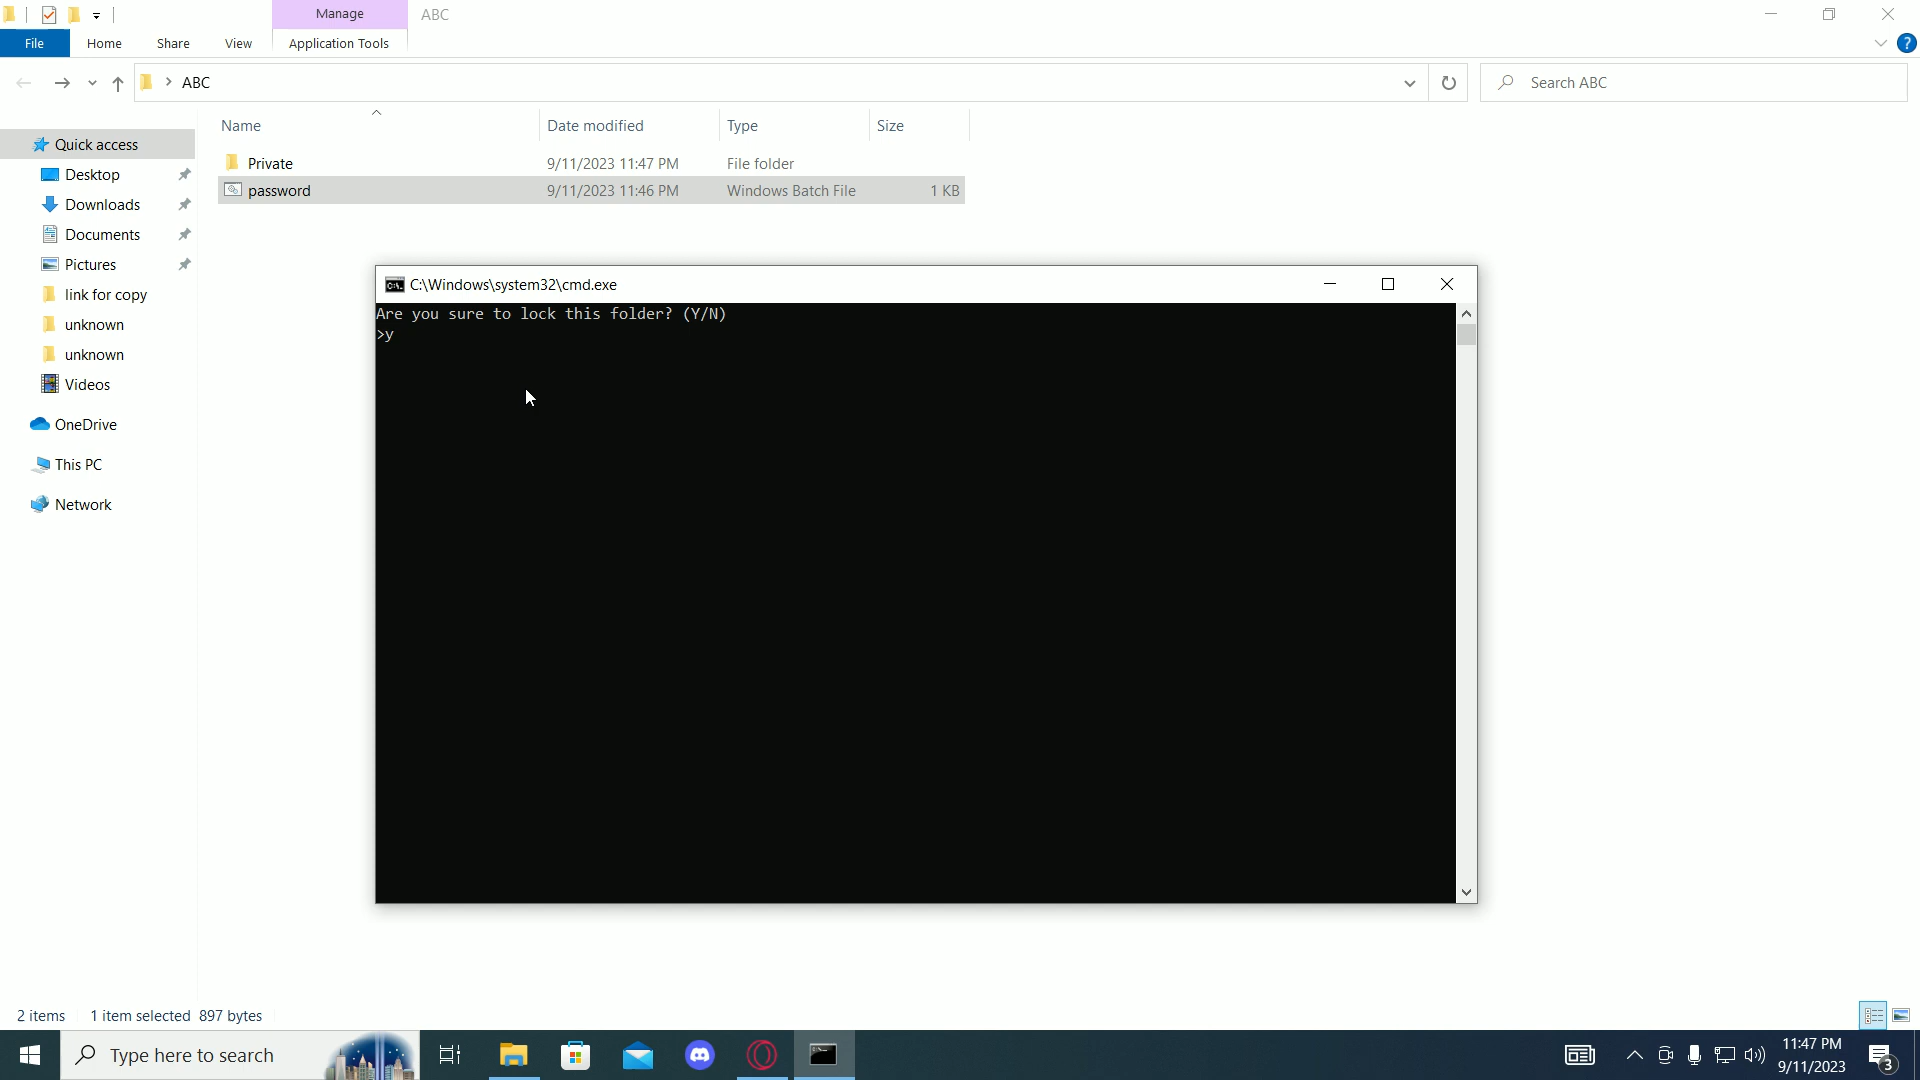 Manage
ABC
File
Home
Share
View
Application Tools
ABC
Search ABC
Name
Date modified
Type
Size
Private
9/11/2023 11:47 PM
File folder
password
9/11/2023 11:46 PM
Windows Batch File
1 KB
Quick access
Desktop
Downloads
Documents
Pictures
link for copy
unknown
unknown
Videos
OneDrive
This PC
Network
C:\Windows\system32\cmd.exe
Are you sure to lock this folder? (Y/N)
>y
2 items
1 item selected 897 bytes
Type here to search
11:47 PM
9/11/2023
3